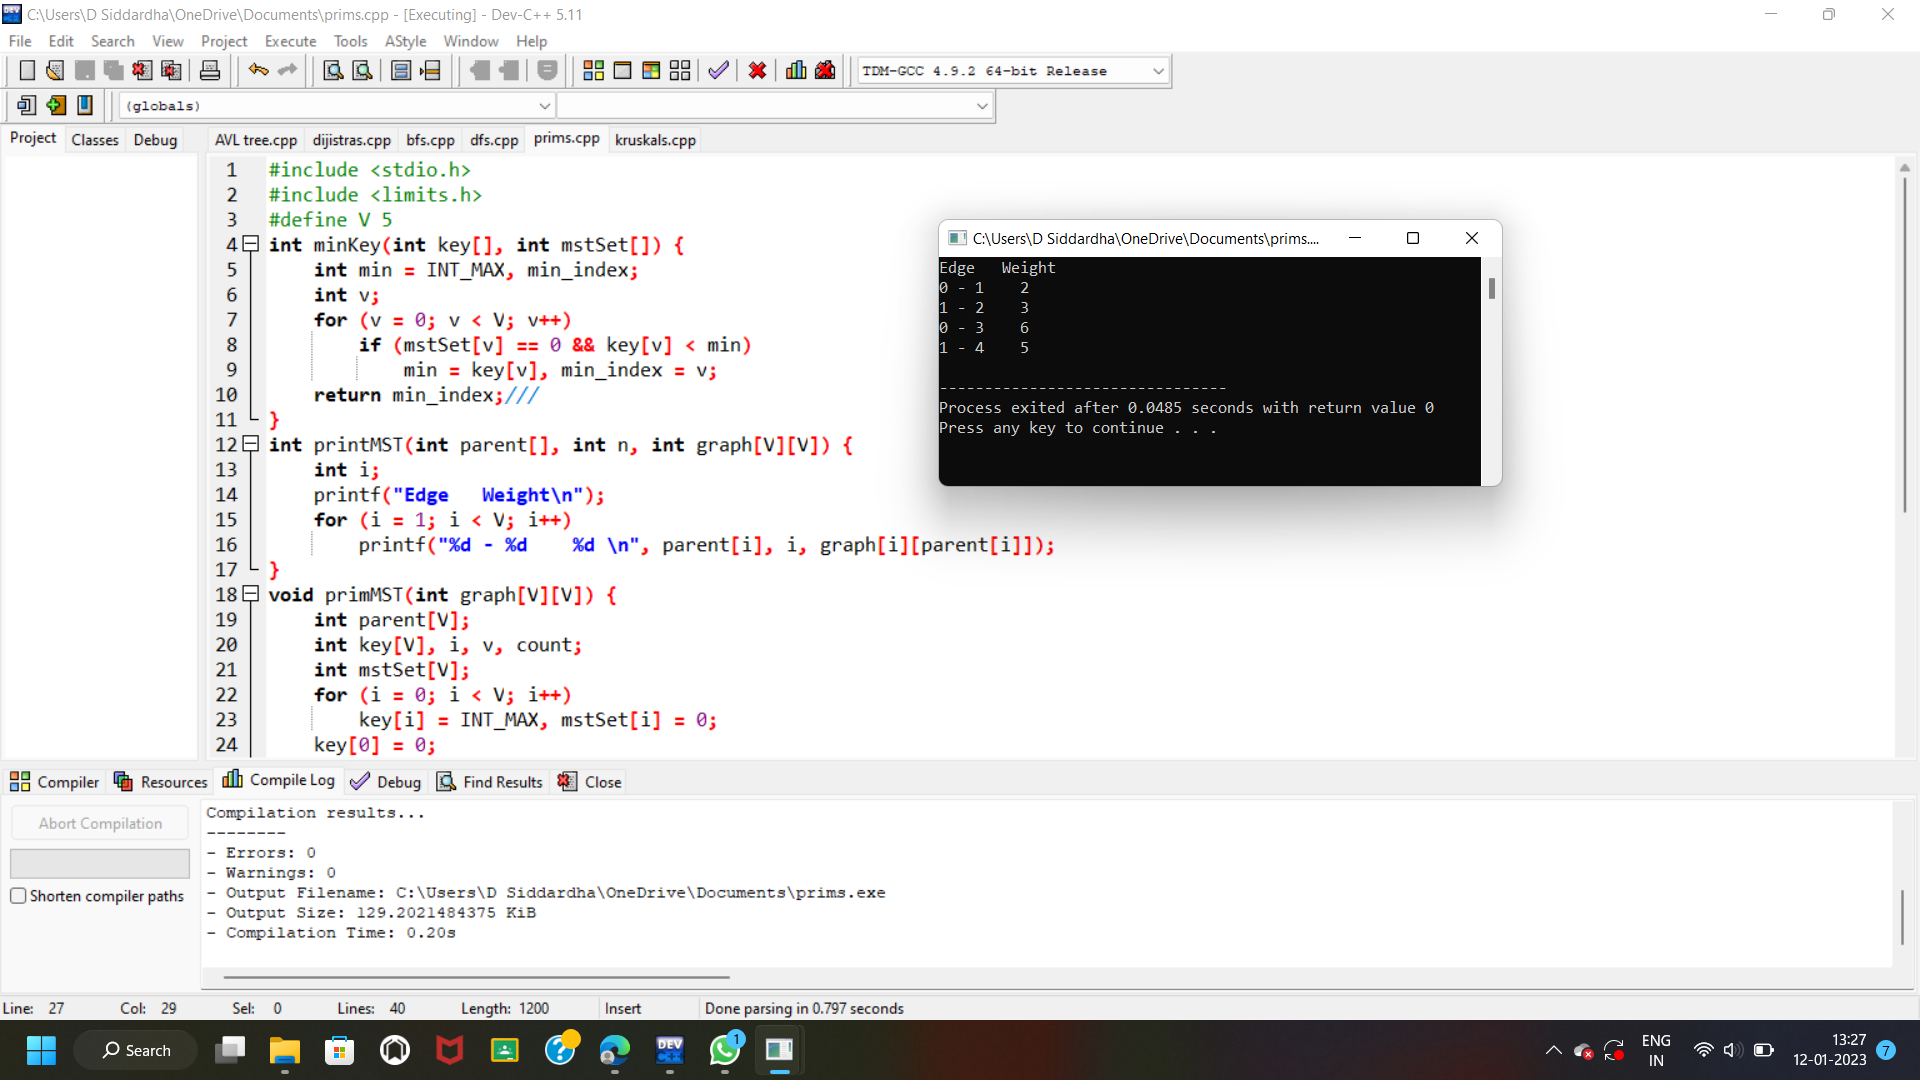 C:\Users\D Siddardha\OneDrive\Documents\prims.cpp - [Executing] - Dev-C++ 5.11
File Edit Search View Project Execute Tools AStyle Window Help
TDM-GCC 4.9.2 64-bit Release
(globals)
Project Classes Debug
AVL tree.cpp dijistras.cpp bfs.cpp dfs.cpp prims.cpp kruskals.cpp
1 #include <stdio.h>
2 #include <limits.h>
3 #define V 5
4 int minKey(int key[], int mstSet[]) {
5 int min = INT_MAX, min_index;
6 int v;
7 for (v = 0; v < V; v++)
8 if (mstSet[v] == 0 && key[v] < min)
9 min = key[v], min_index = v;
10 return min_index;///
11 }
12 int printMST(int parent[], int n, int graph[V][V]) {
13 int i;
14 printf("Edge   Weight\n");
15 for (i = 1; i < V; i++)
16 printf("%d - %d    %d \n", parent[i], i, graph[i][parent[i]]);
17 }
18 void primMST(int graph[V][V]) {
19 int parent[V];
20 int key[V], i, v, count;
21 int mstSet[V];
22 for (i = 0; i < V; i++)
23 key[i] = INT_MAX, mstSet[i] = 0;
24 key[0] = 0;
C:\Users\D Siddardha\OneDrive\Documents\prims....
Edge   Weight
0 - 1    2
1 - 2    3
0 - 3    6
1 - 4    5
--------------------------------
Process exited after 0.0485 seconds with return value 0
Press any key to continue . . .
Compiler Resources Compile Log Debug Find Results Close
Abort Compilation
Shorten compiler paths
Compilation results...
--------
- Errors: 0
- Warnings: 0
- Output Filename: C:\Users\D Siddardha\OneDrive\Documents\prims.exe
- Output Size: 129.2021484375 KiB
- Compilation Time: 0.20s
Line: 27 Col: 29 Sel: 0 Lines: 40 Length: 1200 Insert Done parsing in 0.797 seconds
Search
DEV
C++
1
ENG
IN
13:27
12-01-2023
7